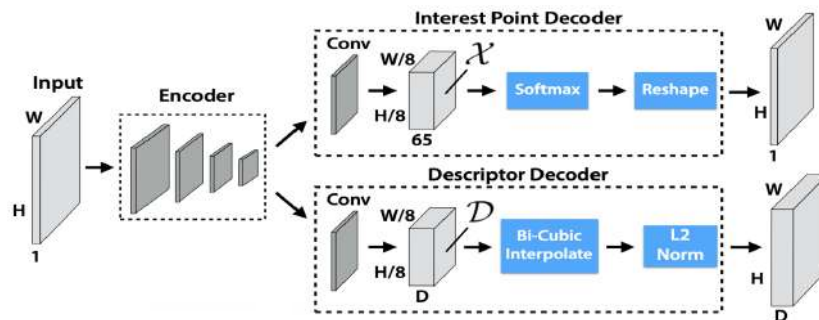 Interest Point Decoder
Conv
W/8
𝒳
H/8
65
Softmax
Reshape
W
H
1
Input
W
H
1
Encoder
Descriptor Decoder
Conv
W/8
𝒟
H/8
D
Bi-Cubic
Interpolate
L2
Norm
W
H
D